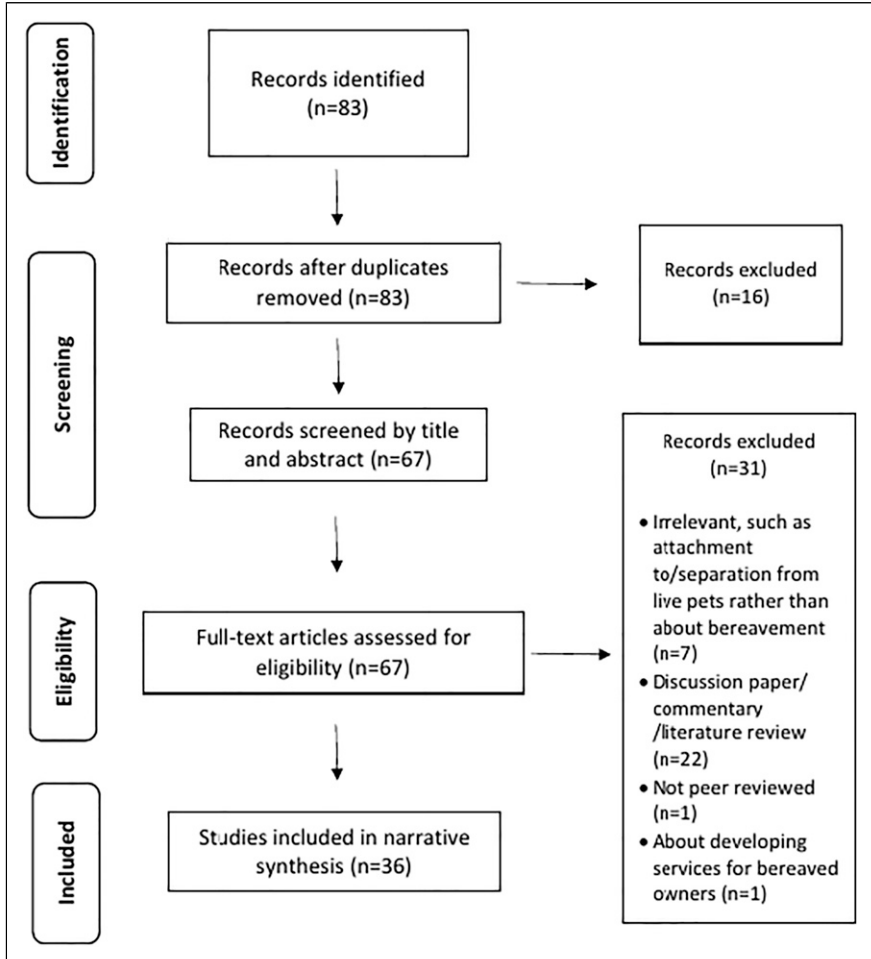 Identification
Records identified
(n=83)
Screening
Records after duplicates
removed (n=83)
Records excluded
(n=16)
Records screened by title
and abstract (n=67)
Eligibility
Full-text articles assessed for
eligibility (n=67)
Records excluded
(n=31)
• Irrelevant, such as
attachment
to/separation from
live pets rather than
about bereavement
(n=7)
• Discussion paper/
commentary
/literature review
(n=22)
• Not peer reviewed
(n=1)
• About developing
services for bereaved
owners (n=1)
Included
Studies included in narrative
synthesis (n=36)